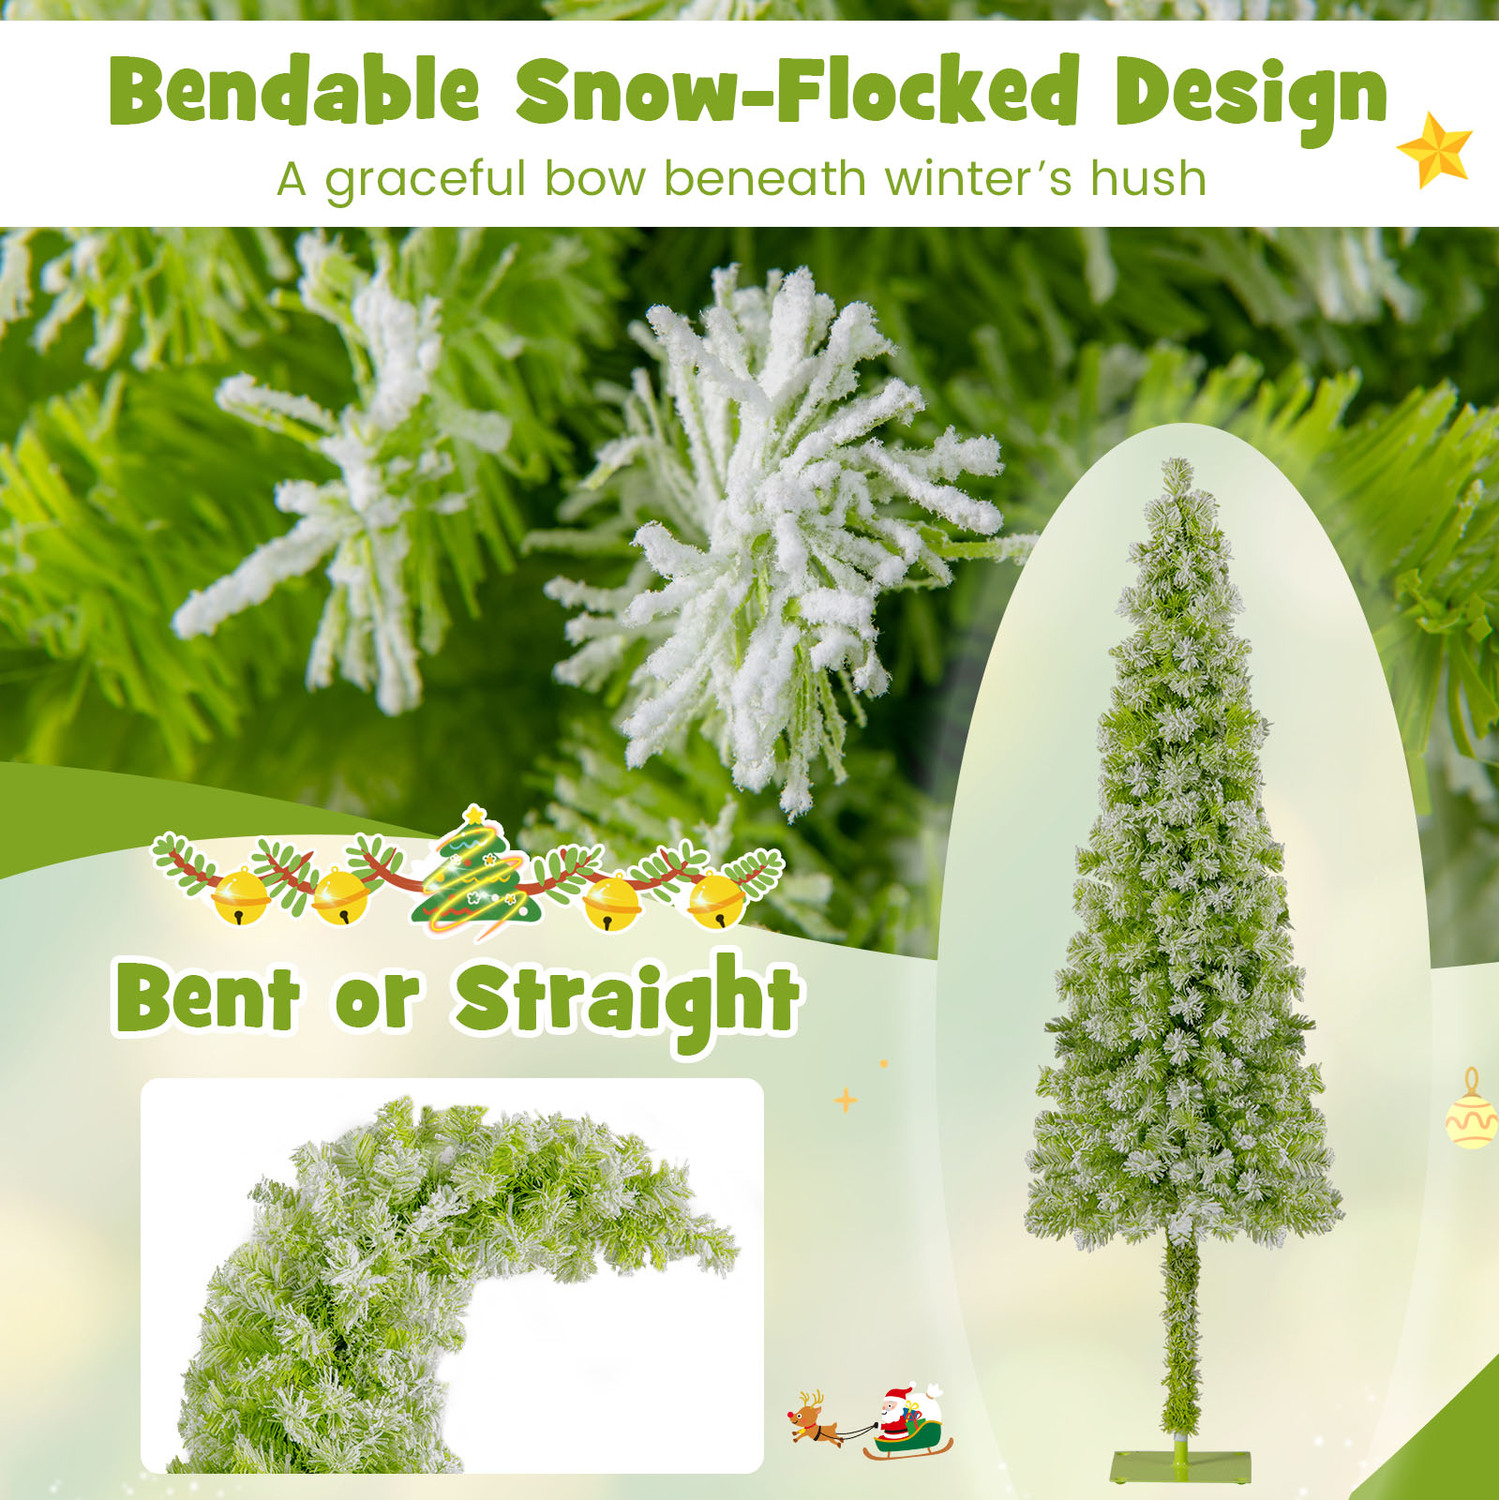 Bendable Snow-Flocked Design
A graceful bow beneath winter’s hush
Bent or Straight